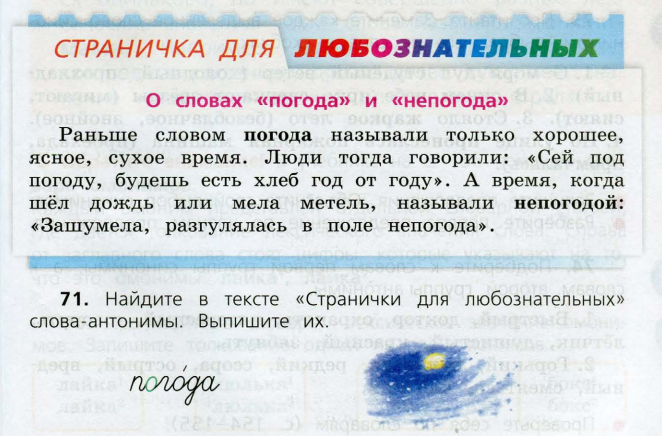 СТРАНИЧКА ДЛЯ ЛЮБОЗНАТЕЛЬНЫХ
О словах «погода» и «непогода»
Раньше словом погода называли только хорошее,
ясное, сухое время. Люди тогда говорили: «Сей под
погоду, будешь есть хлеб год от году». А время, когда
шёл дождь или мела метель, называли непогодой:
«Зашумела, разгулялась в поле непогода».
71. Найдите в тексте «Странички для любознательных»
слова-антонимы. Выпишите их.
погода